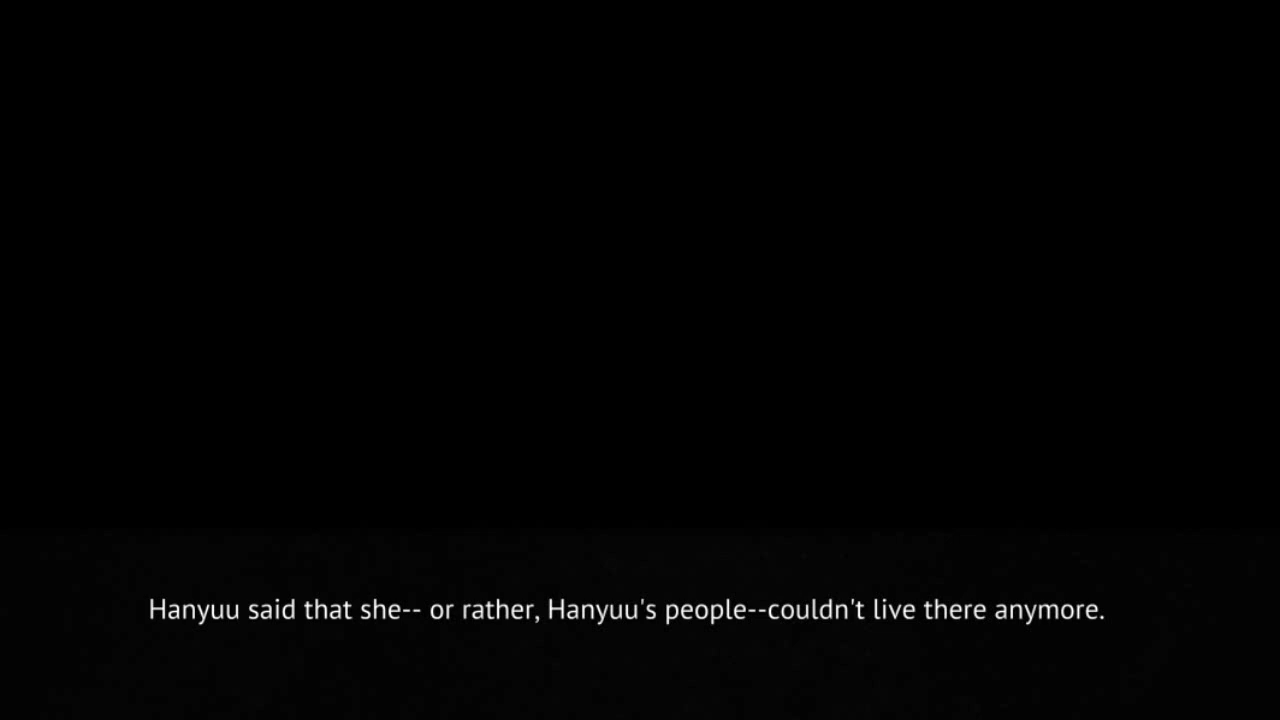 Hanyuu said that she-- or rather, Hanyuu's people--couldn't live there anymore.